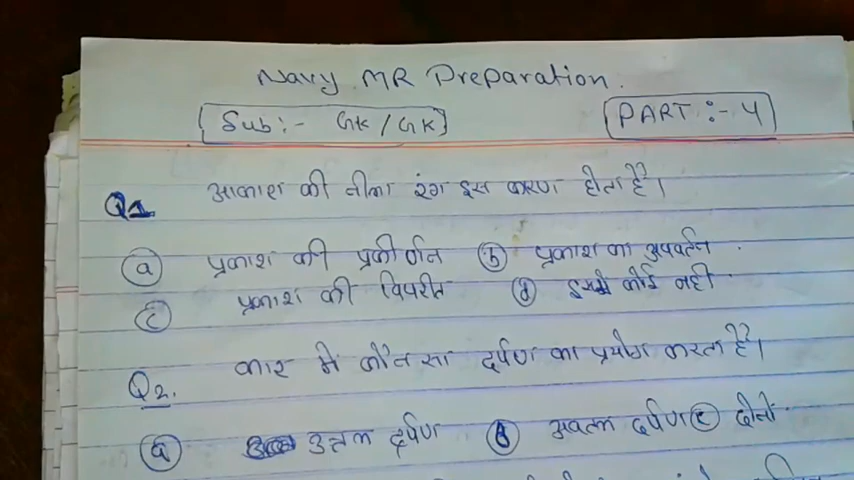 Navy MR Preparation.
Sub:- GK/GK PART:- 4
Q1. आकाश की नीला रंग इस कारण होता है।
(a) प्रकाश की प्रकीर्णन (b) प्रकाश का अपवर्तन.
(c) प्रकाश की विपरीत (d) इसमे कोई नही.
Q2. कार मे कौन सा दर्पण का प्रयोग करता है।
(a) उत्तल दर्पण (b) अवतल दर्पण (c) दोनो.